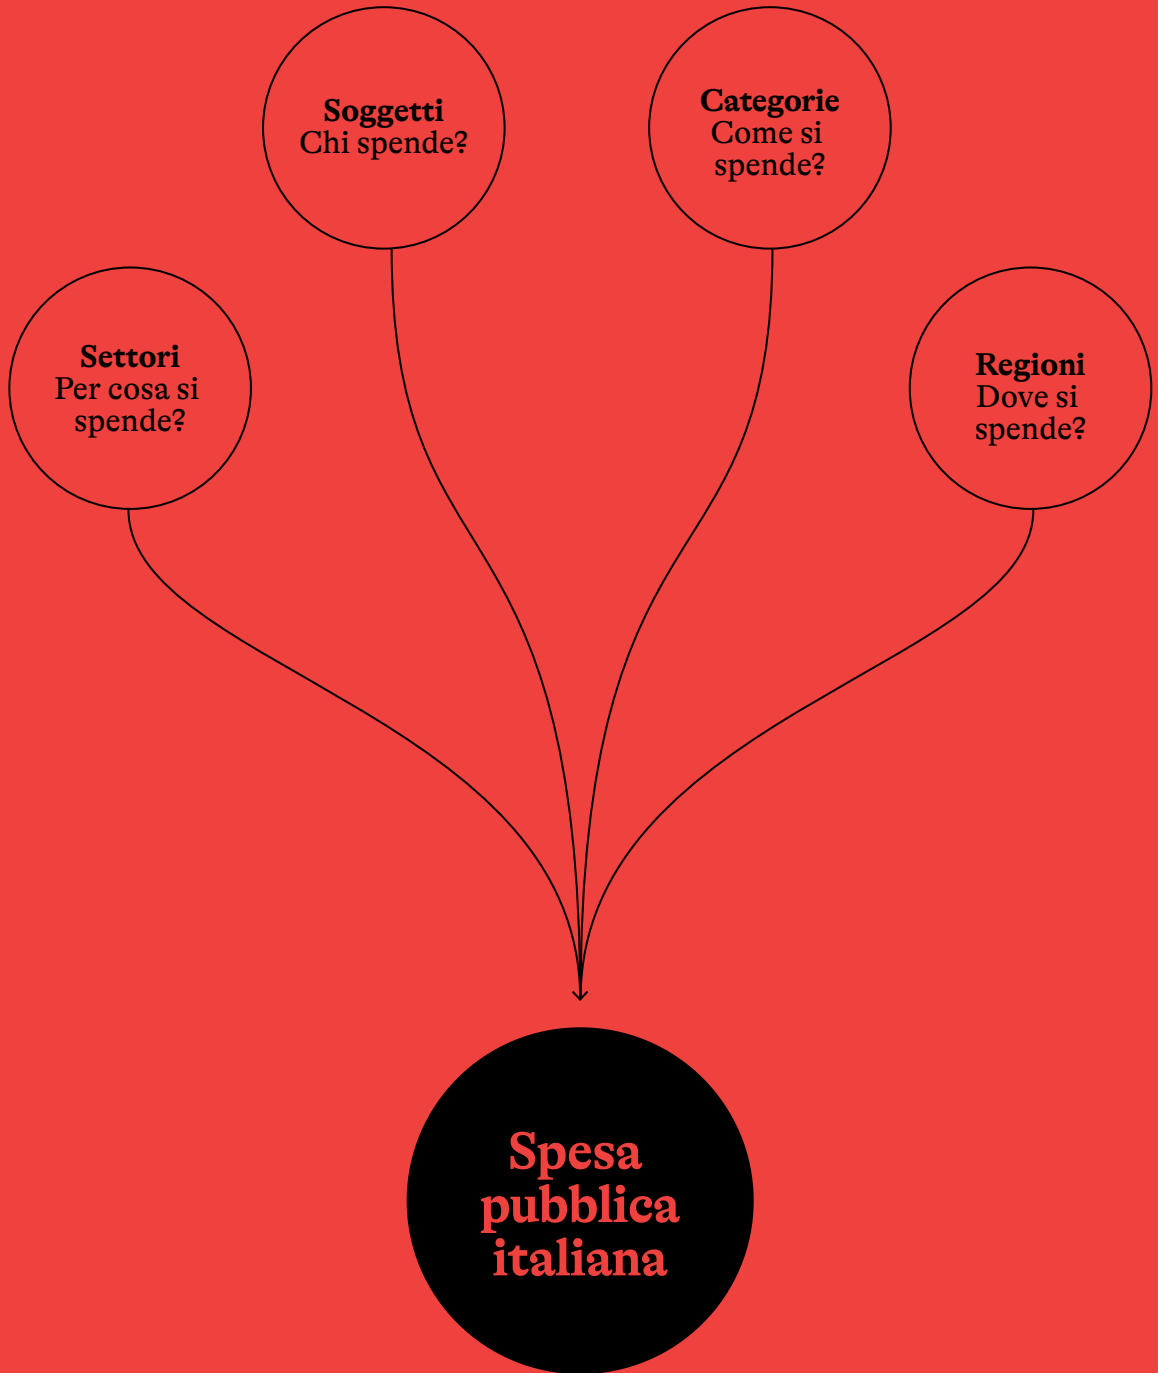 Soggetti
Chi spende?
Categorie
Come si
spende?
Settori
Per cosa si
spende?
Regioni
Dove si
spende?
Spesa
pubblica
italiana